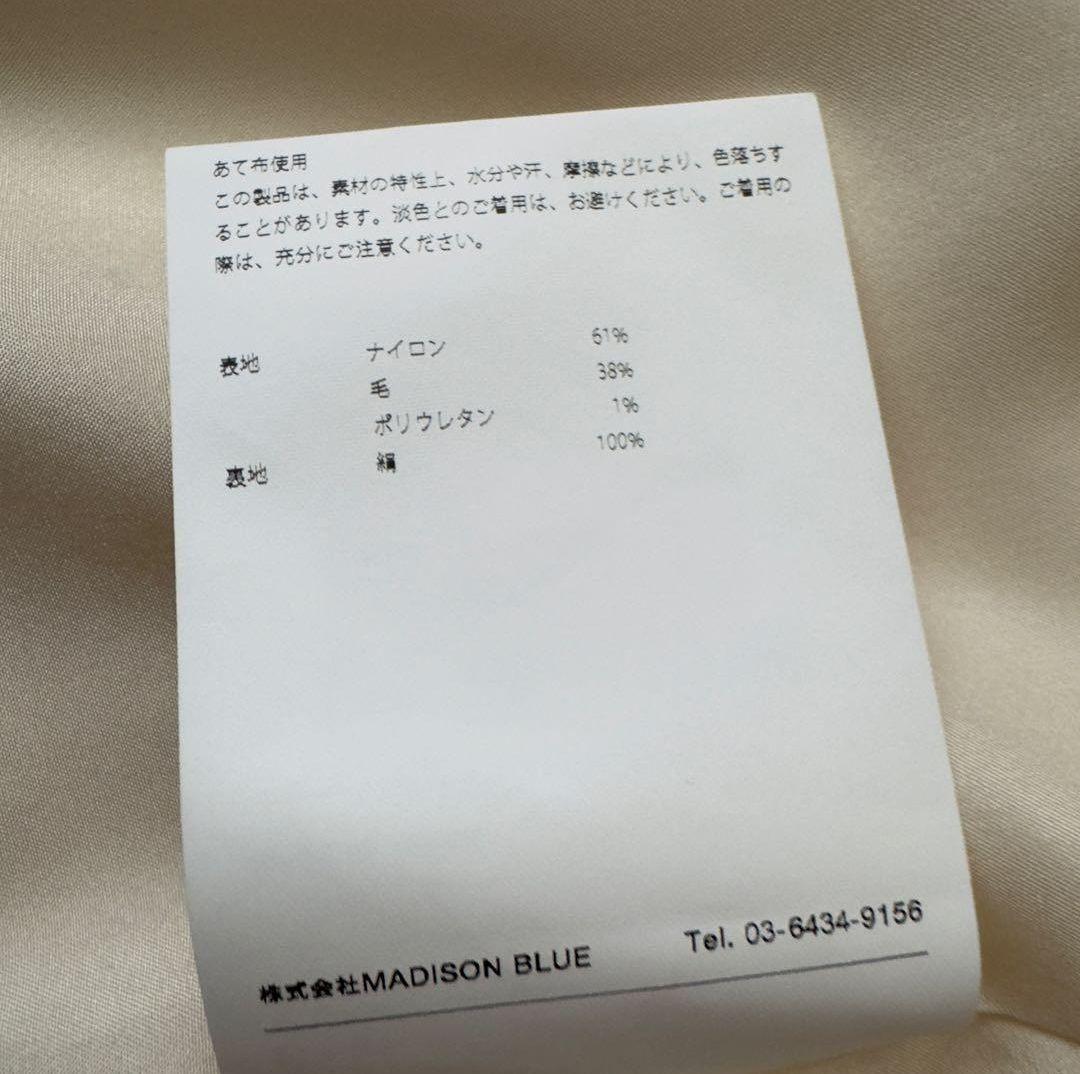 あて布使用
この製品は、素材の特性上、水分や汗、摩擦などにより、色落ちす
ることがあります。淡色とのご着用は、お避けください。ご着用の
際は、充分にご注意ください。
表地 ナイロン 61%
毛 38%
ポリウレタン 1%
裏地 絹 100%
株式会社MADISON BLUE Tel. 03-6434-9156